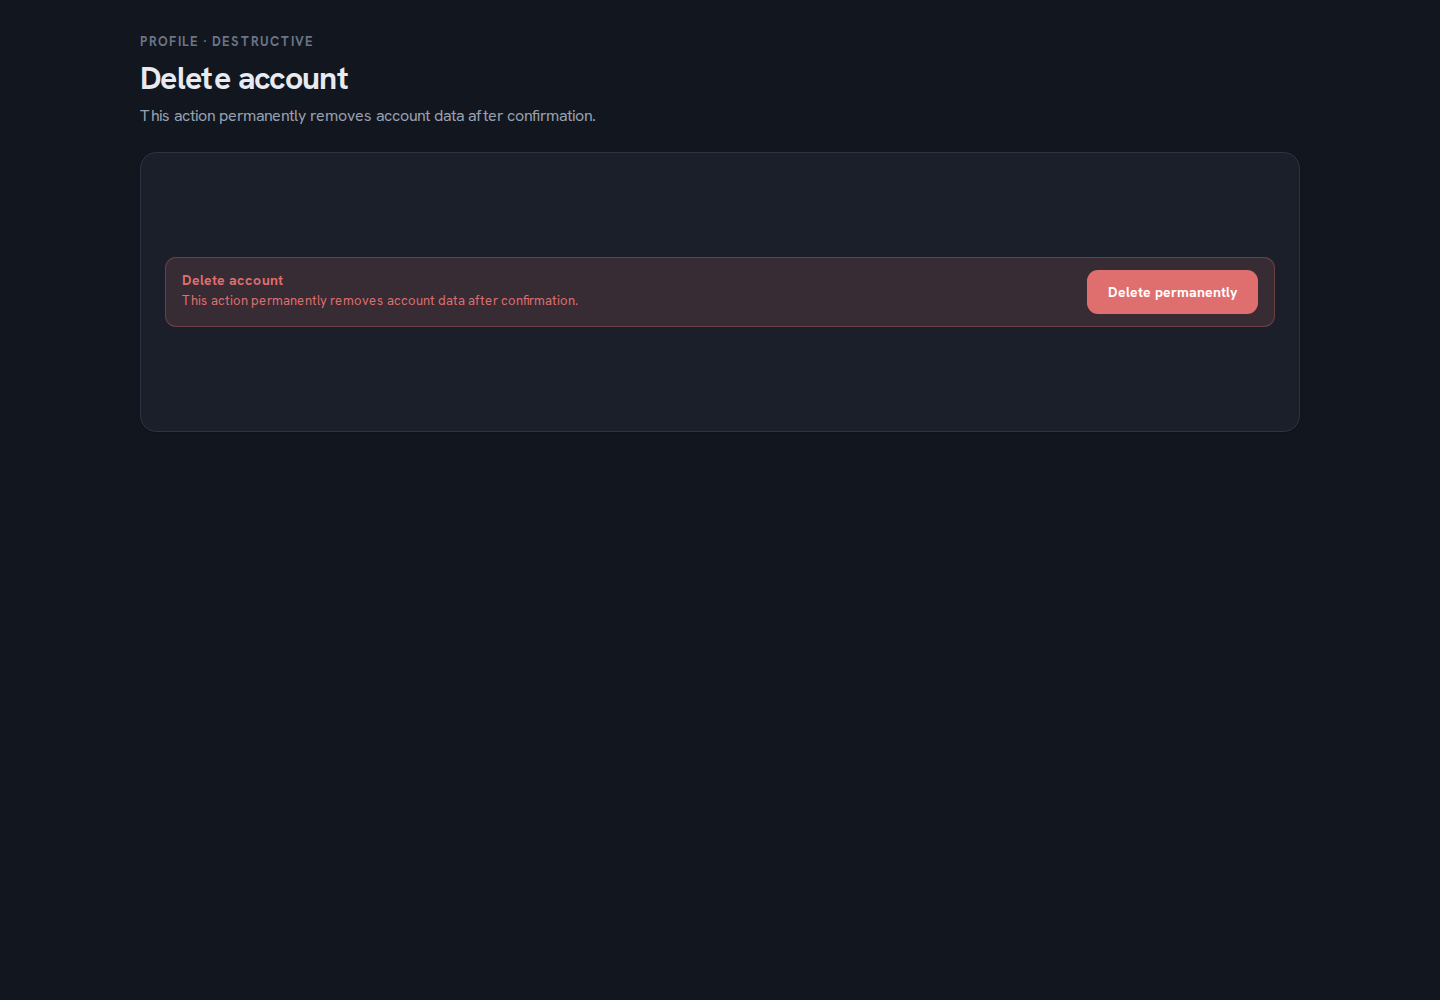 PROFILE · DESTRUCTIVE
Delete account
This action permanently removes account data after confirmation.
Delete account
This action permanently removes account data after confirmation.
Delete permanently